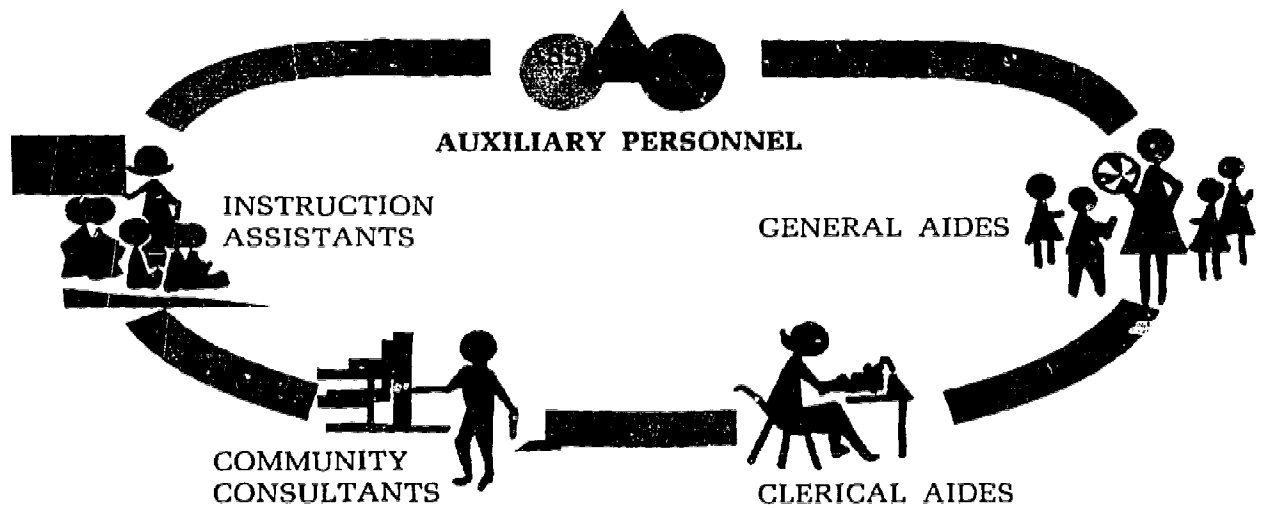 AUXILIARY PERSONNEL
INSTRUCTION
ASSISTANTS
GENERAL AIDES
COMMUNITY
CONSULTANTS
CLERICAL AIDES